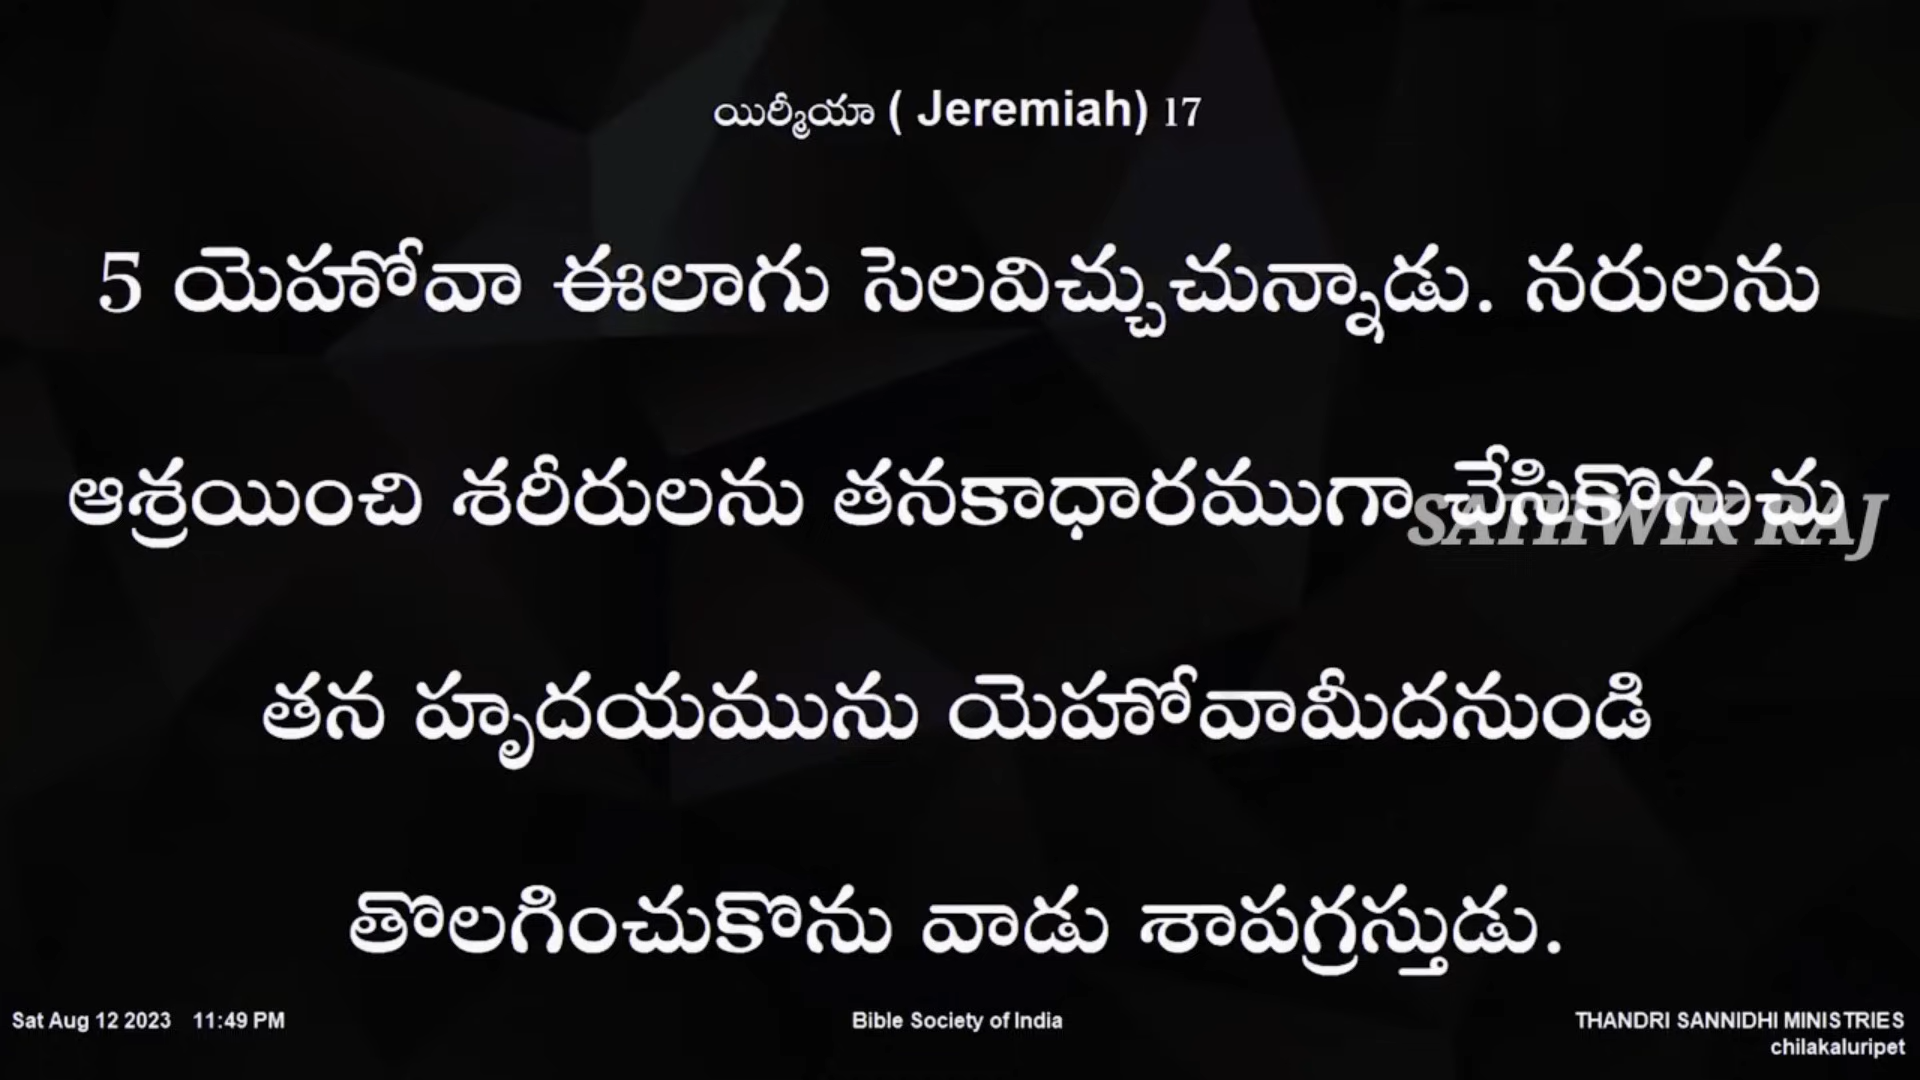 యిర్మీయా ( Jeremiah) 17
5 యెహోవా ఈలాగు సెలవిచ్చుచున్నాడు. నరులను
ఆశ్రయించి శరీరులను తనకాధారముగా చేసికొనుచు
SATHWIK RAJ
తన హృదయమును యెహోవామీదనుండి
తొలగించుకొను వాడు శాపగ్రస్తుడు.
Sat Aug 12 2023 11:49 PM
Bible Society of India
THANDRI SANNIDHI MINISTRIES
chilakaluripet